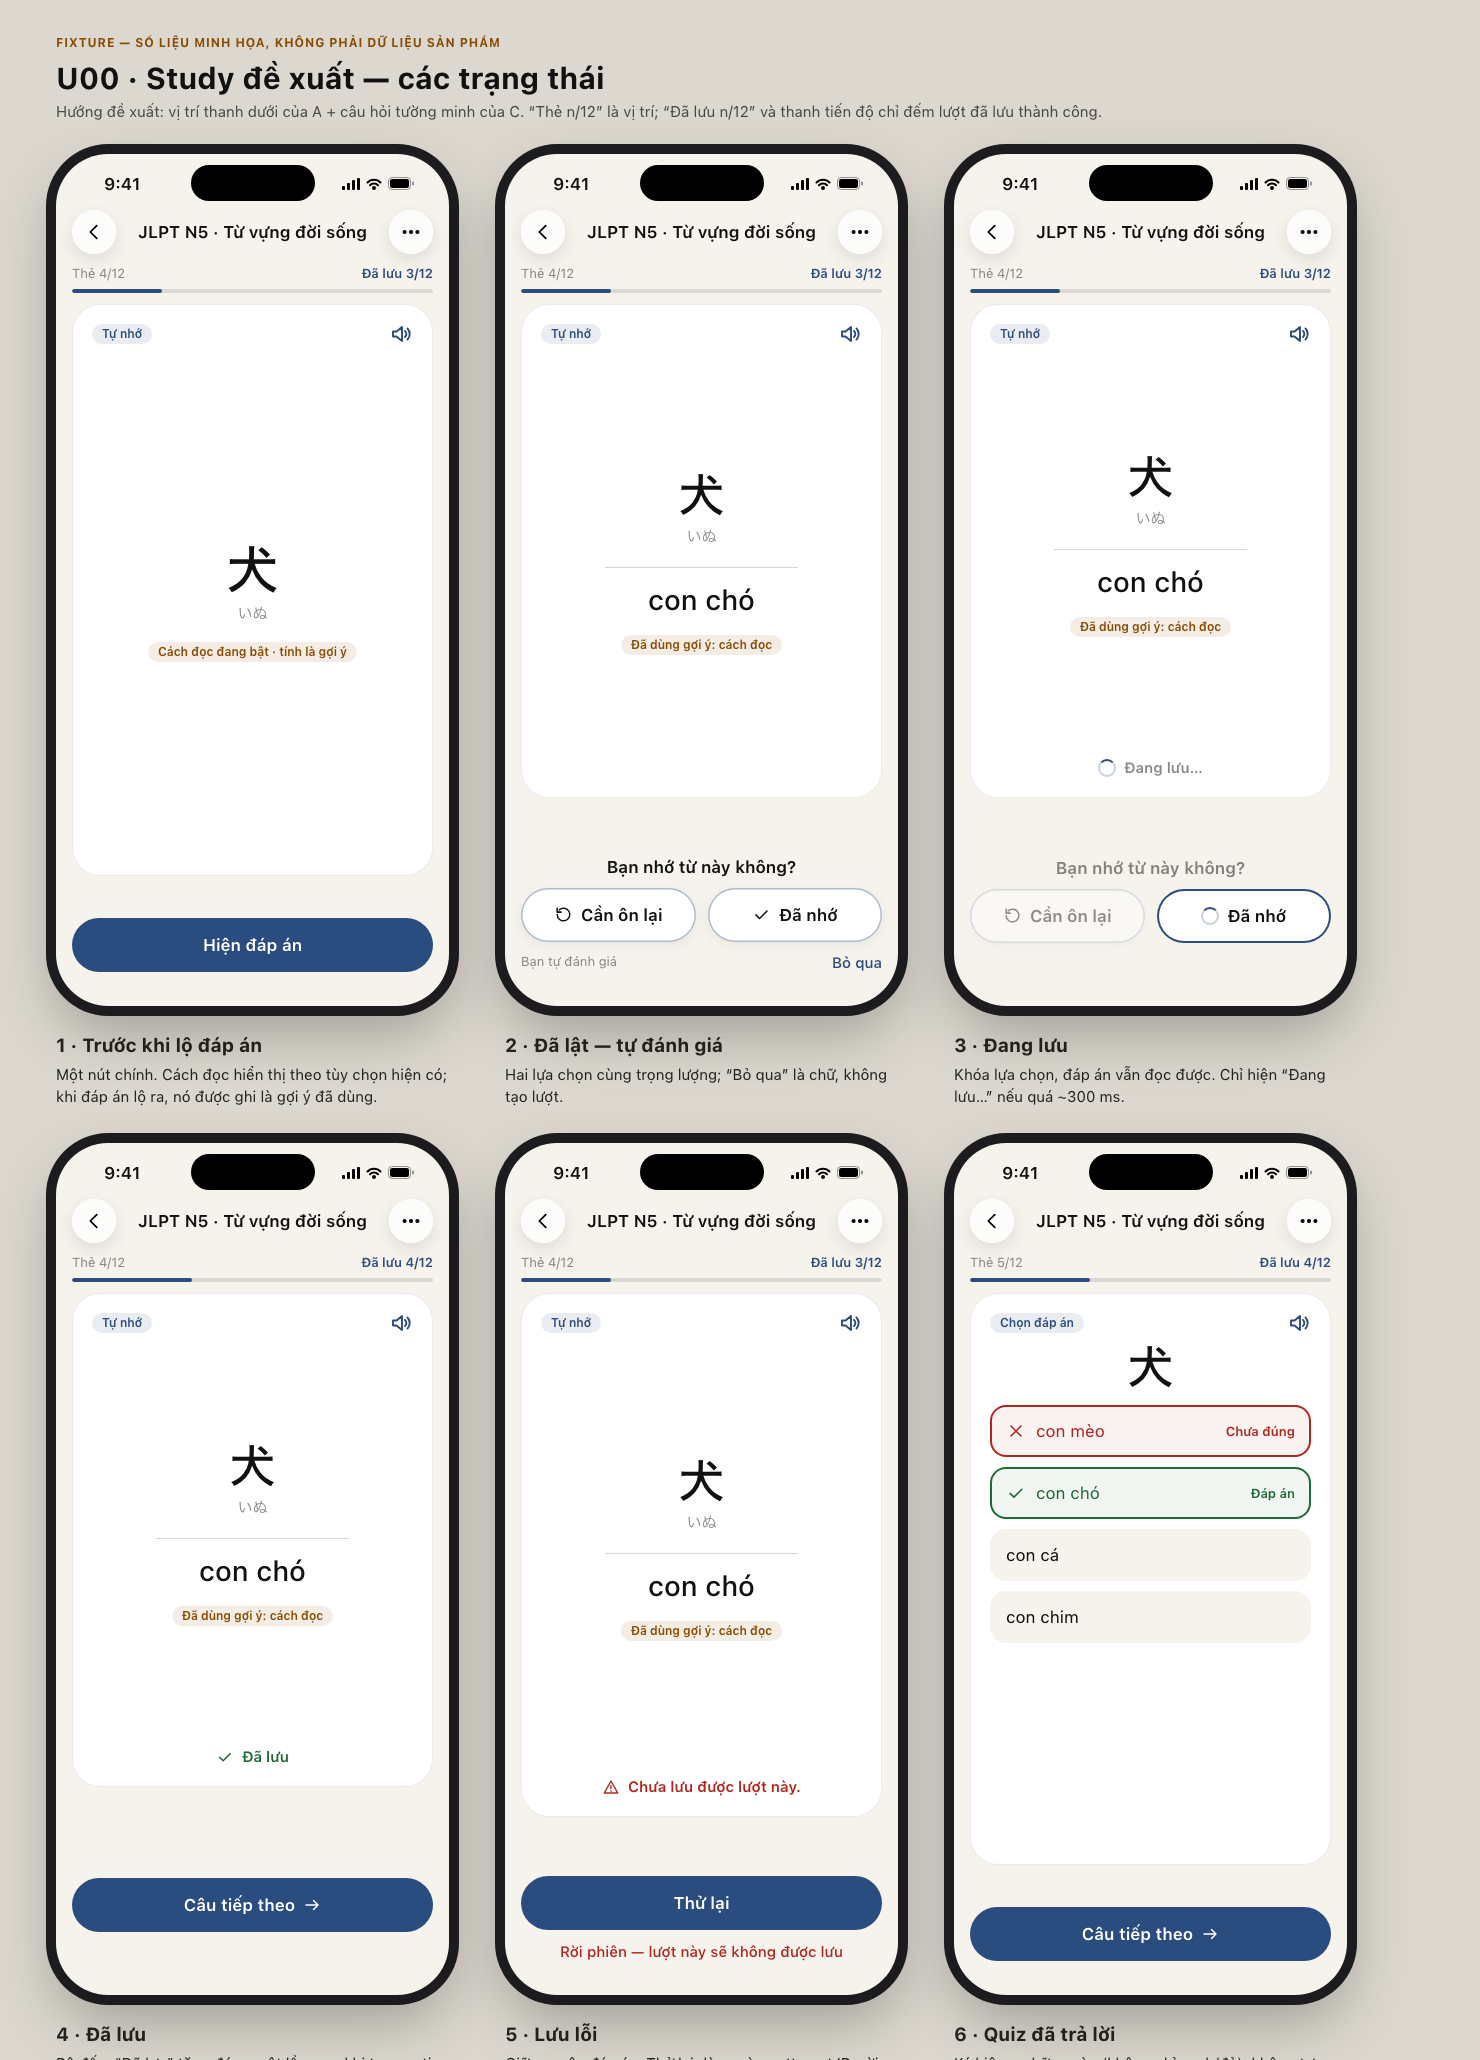 FIXTURE — SỐ LIỆU MINH HỌA, KHÔNG PHẢI DỮ LIỆU SẢN PHẨM
U00 · Study đề xuất — các trạng thái
Hướng đề xuất: vị trí thanh dưới của A + câu hỏi tường minh của C. “Thẻ n/12” là vị trí; “Đã lưu n/12” và thanh tiến độ chỉ đếm lượt đã lưu thành công.
9:41
JLPT N5 · Từ vựng đời sống
Thẻ 4/12
Đã lưu 3/12
Tự nhớ
犬
いぬ
Cách đọc đang bật · tính là gợi ý
Hiện đáp án
1 · Trước khi lộ đáp án
Một nút chính. Cách đọc hiển thị theo tùy chọn hiện có;
khi đáp án lộ ra, nó được ghi là gợi ý đã dùng.
9:41
JLPT N5 · Từ vựng đời sống
Thẻ 4/12
Đã lưu 3/12
Tự nhớ
犬
いぬ
con chó
Đã dùng gợi ý: cách đọc
Bạn nhớ từ này không?
Cần ôn lại
Đã nhớ
Bạn tự đánh giá
Bỏ qua
2 · Đã lật — tự đánh giá
Hai lựa chọn cùng trọng lượng; “Bỏ qua” là chữ, không
tạo lượt.
9:41
JLPT N5 · Từ vựng đời sống
Thẻ 4/12
Đã lưu 3/12
Tự nhớ
犬
いぬ
con chó
Đã dùng gợi ý: cách đọc
Đang lưu...
Bạn nhớ từ này không?
Cần ôn lại
Đã nhớ
3 · Đang lưu
Khóa lựa chọn, đáp án vẫn đọc được. Chỉ hiện “Đang
lưu...” nếu quá ~300 ms.
9:41
JLPT N5 · Từ vựng đời sống
Thẻ 4/12
Đã lưu 4/12
Tự nhớ
犬
いぬ
con chó
Đã dùng gợi ý: cách đọc
Đã lưu
Câu tiếp theo →
4 · Đã lưu
9:41
JLPT N5 · Từ vựng đời sống
Thẻ 4/12
Đã lưu 3/12
Tự nhớ
犬
いぬ
con chó
Đã dùng gợi ý: cách đọc
Chưa lưu được lượt này.
Thử lại
Rời phiên — lượt này sẽ không được lưu
5 · Lưu lỗi
9:41
JLPT N5 · Từ vựng đời sống
Thẻ 5/12
Đã lưu 4/12
Chọn đáp án
犬
con mèo
Chưa đúng
con chó
Đáp án
con cá
con chim
Câu tiếp theo →
6 · Quiz đã trả lời